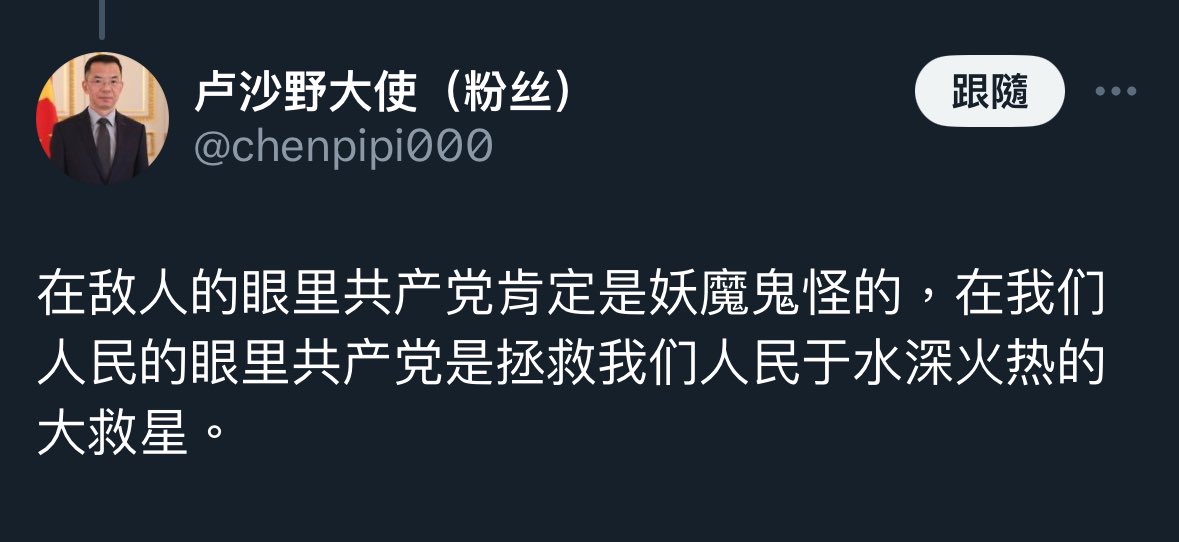 卢沙野大使（粉丝）
跟隨
@chenpipi000
在敌人的眼里共产党肯定是妖魔鬼怪的，在我们
人民的眼里共产党是拯救我们人民于水深火热的
大救星。